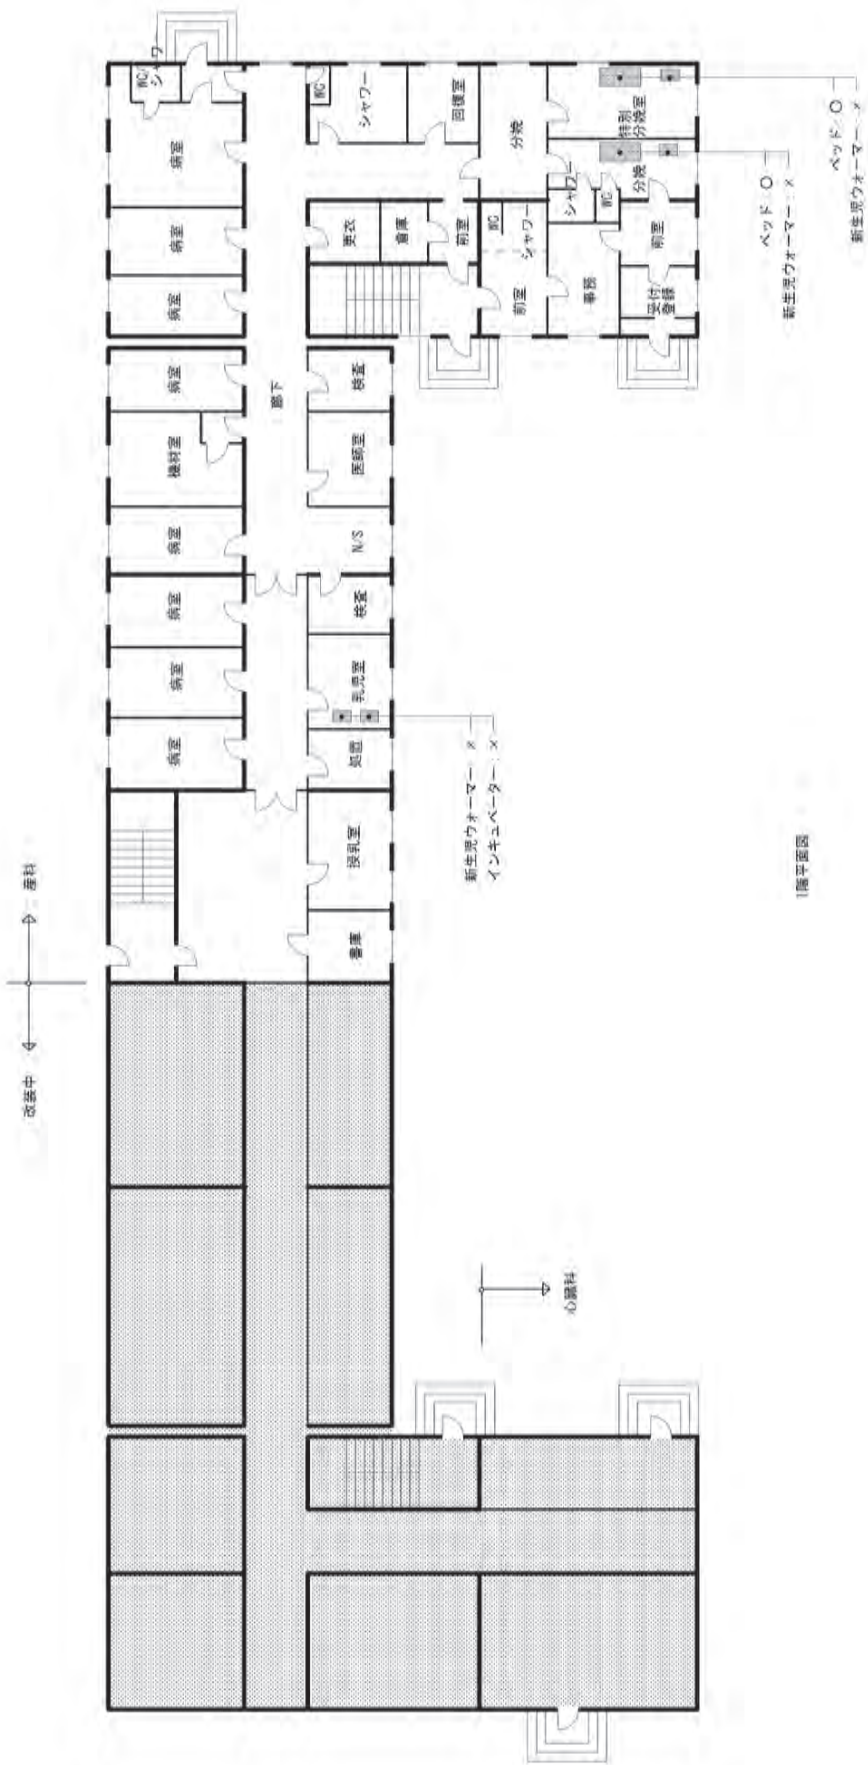 改装中
産科
心臓科
書庫
授乳室
処置
乳児室
検査
N/S
医師室
検査
廊下
病室
病室
病室
病室
機材室
病室
病室
病室
病室
WC/
シャワー
WC
シャワー
回復室
更衣
倉庫
前室
前室
WC
シャワー
分娩
事務
シャワー
WC
特別
分娩室
分娩
前室
受付/
登録
新生児ウォーマー：×
インキュベーター：×
ベッド：○
新生児ウォーマー：×
ベッド：○
新生児ウォーマー：×
1階平面図